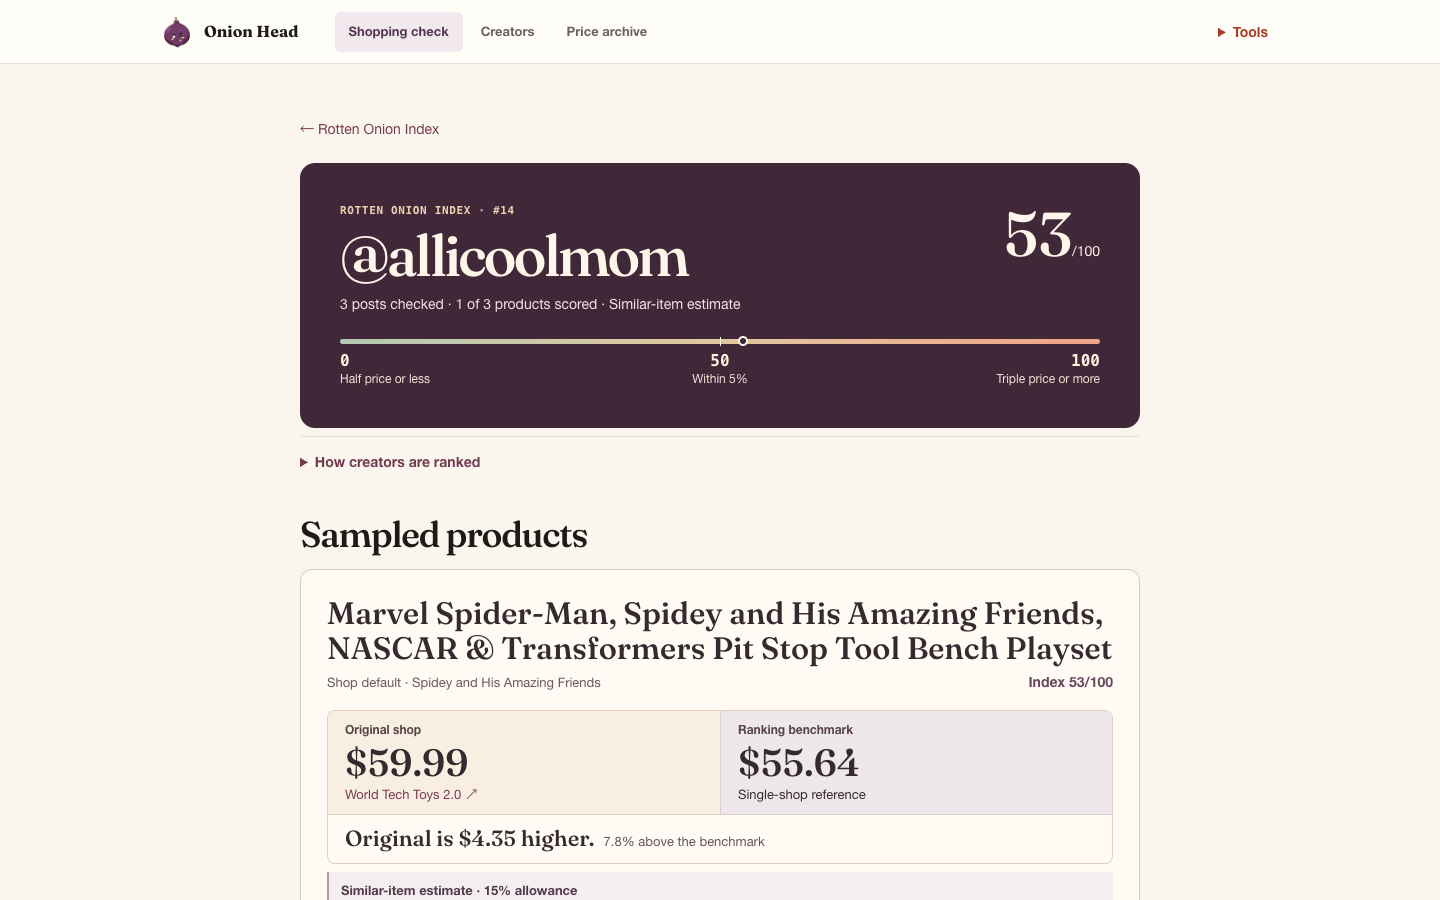 Onion Head
Shopping check
Creators
Price archive
▶ Tools
← Rotten Onion Index
ROTTEN ONION INDEX · #14
@allicoolmom
53/100
3 posts checked · 1 of 3 products scored · Similar-item estimate
0
50
100
Half price or less
Within 5%
Triple price or more
▶ How creators are ranked
Sampled products
Marvel Spider-Man, Spidey and His Amazing Friends,
NASCAR & Transformers Pit Stop Tool Bench Playset
Shop default · Spidey and His Amazing Friends
Index 53/100
Original shop
$59.99
World Tech Toys 2.0 ↗
Ranking benchmark
$55.64
Single-shop reference
Original is $4.35 higher. 7.8% above the benchmark
Similar-item estimate · 15% allowance